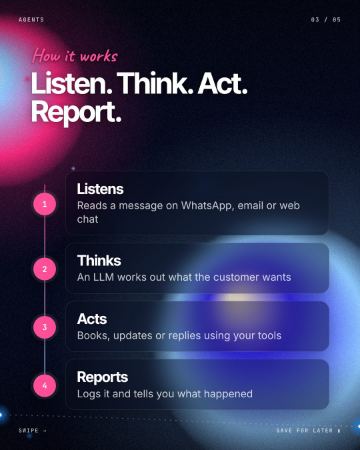 AGENTS
03 / 05
How it works
Listen. Think. Act.
Report.
1
Listens
Reads a message on WhatsApp, email or web
chat
2
Thinks
An LLM works out what the customer wants
3
Acts
Books, updates or replies using your tools
4
Reports
Logs it and tells you what happened
SWIPE →
SAVE FOR LATER